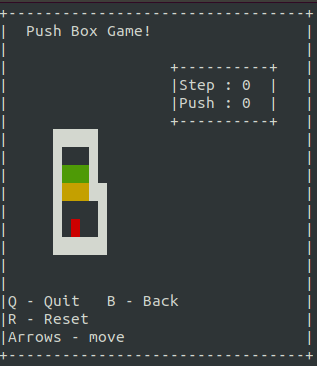 Push Box Game!
Step : 0
Push : 0
Q - Quit   B - Back
R - Reset
Arrows - move